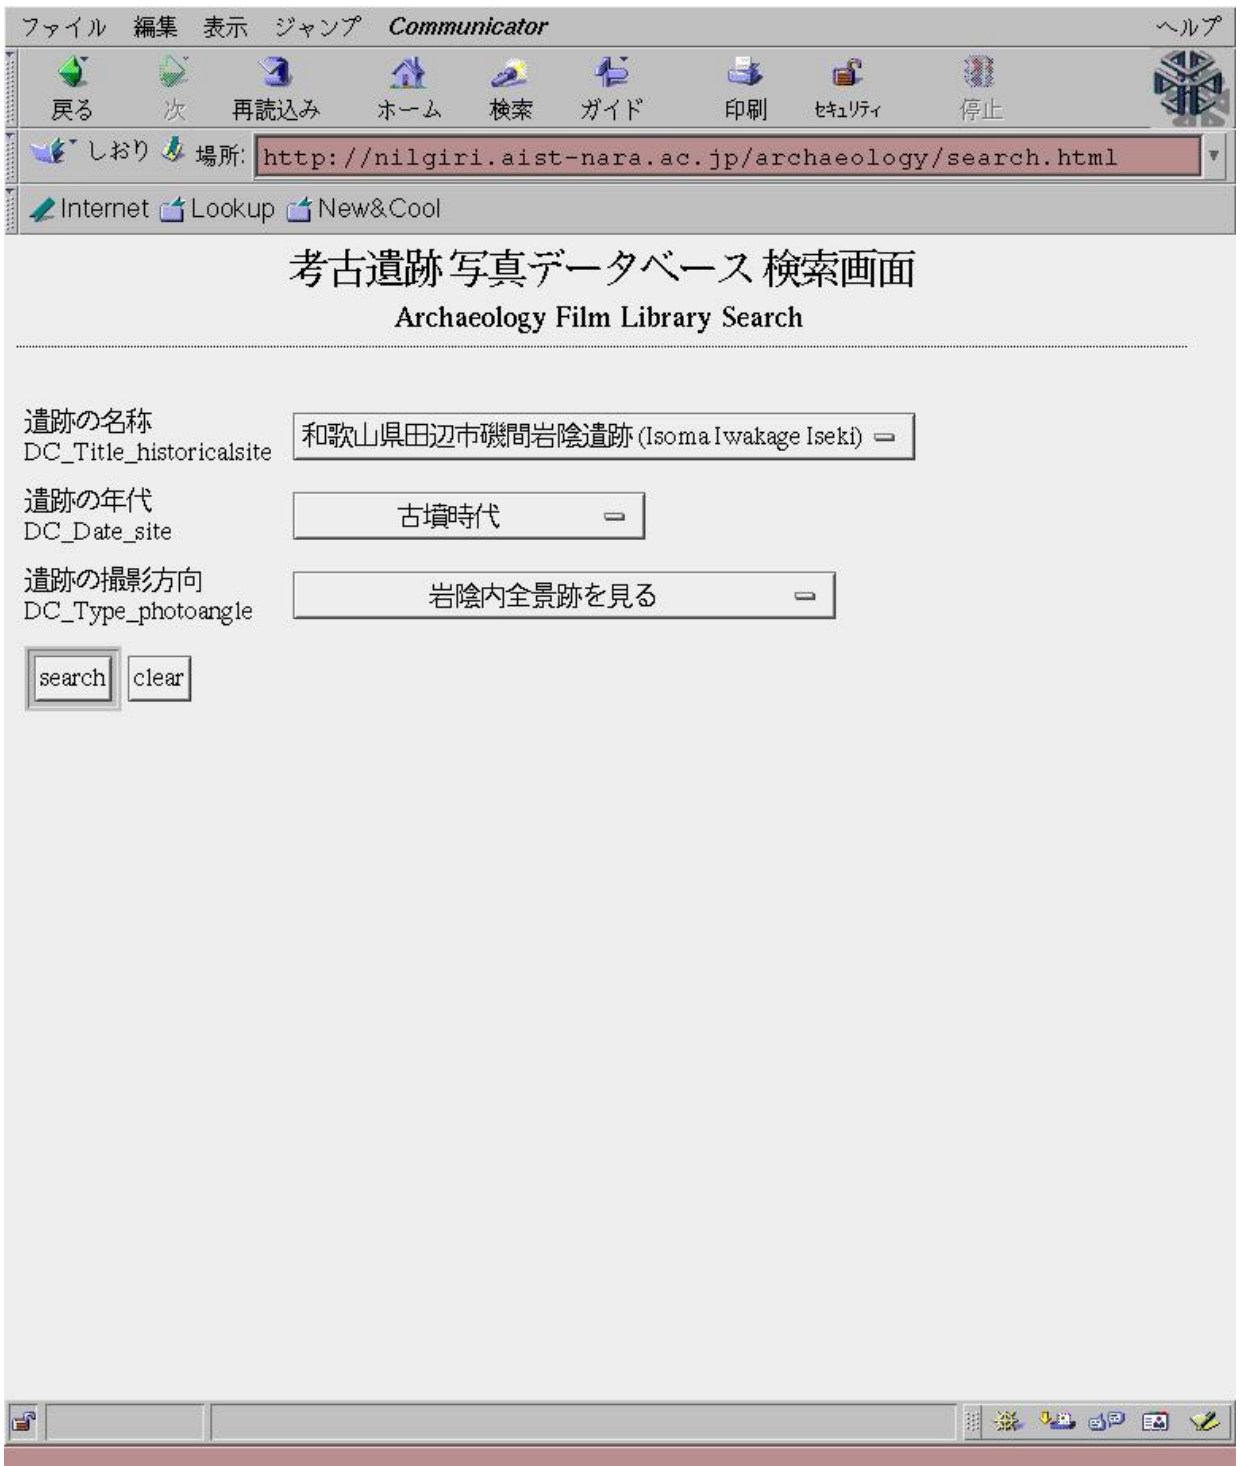 ファイル 編集 表示 ジャンプ Communicator ヘルプ
戻る 次 再読込み ホーム 検索 ガイド 印刷 ｾｷｭﾘﾃｨ 停止
しおり 場所: http://nilgiri.aist-nara.ac.jp/archaeology/search.html
Internet Lookup New&Cool
考古遺跡写真データベース検索画面
Archaeology Film Library Search
遺跡の名称
DC_Title_historicalsite
和歌山県田辺市磯間岩陰遺跡 (Isoma Iwakage Iseki)
遺跡の年代
DC_Date_site
古墳時代
遺跡の撮影方向
DC_Type_photoangle
岩陰内全景跡を見る
search clear